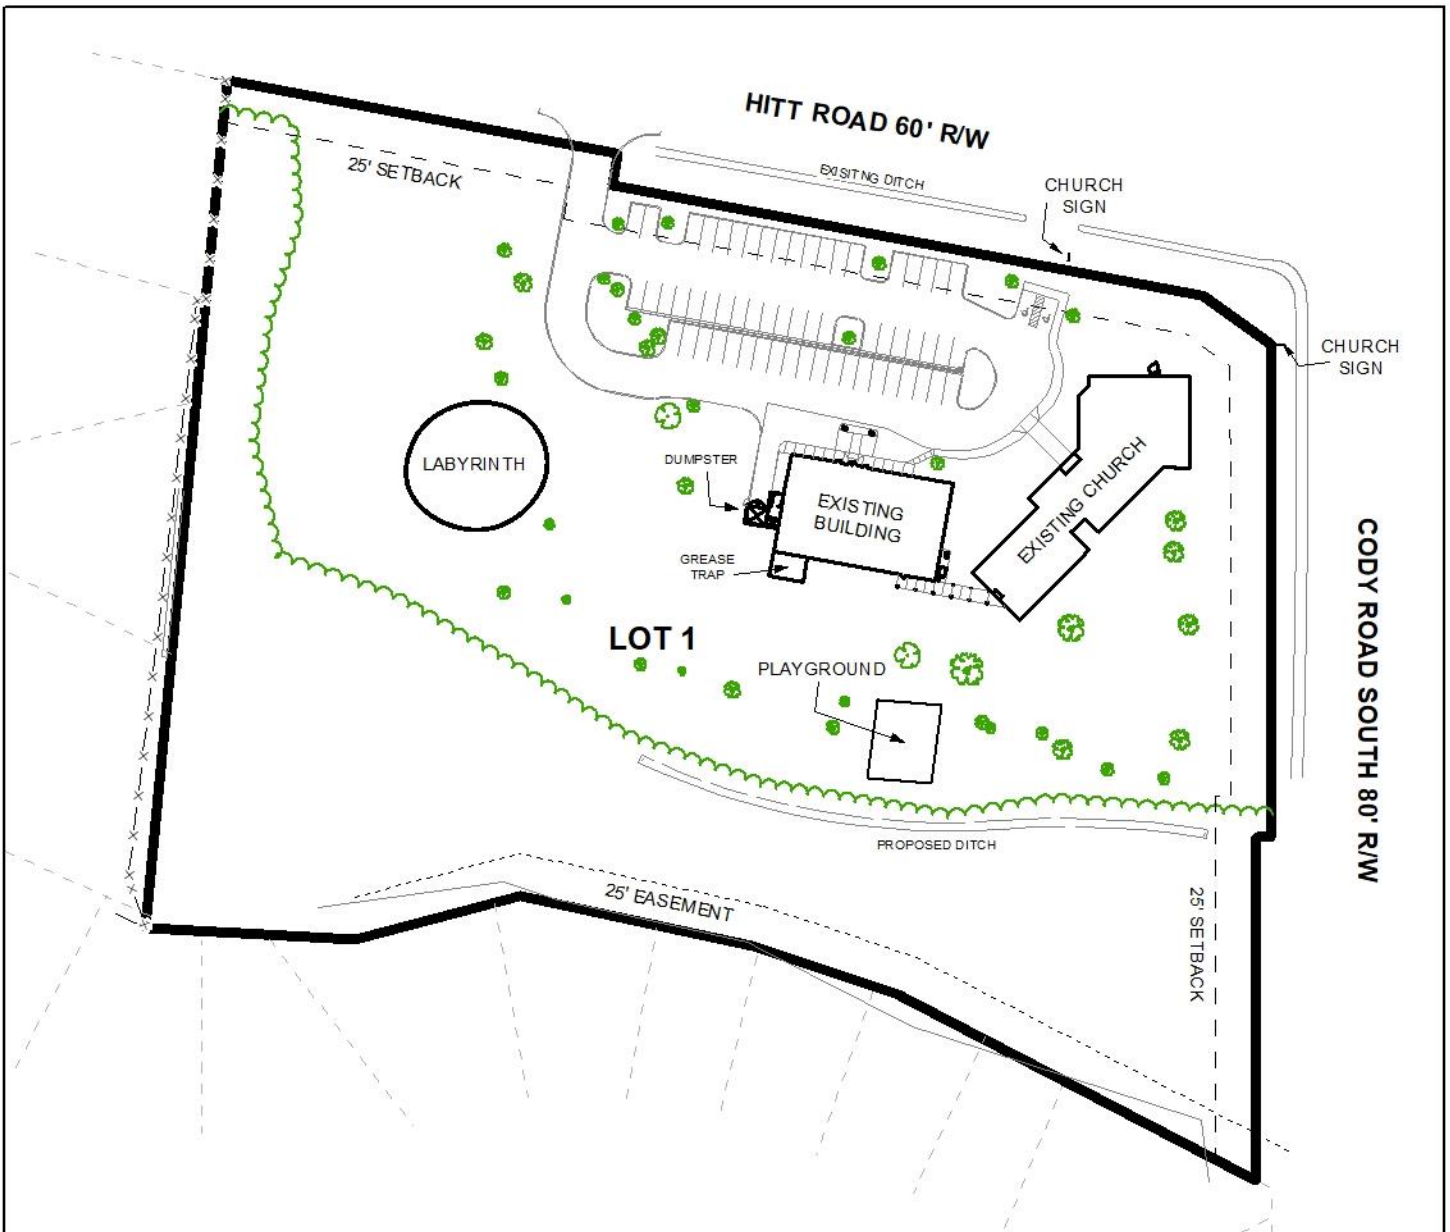 HITT ROAD 60' R/W
25' SETBACK
EXISITNG DITCH
CHURCH
SIGN
CHURCH
SIGN
LABYRINTH
DUMPSTER
EXISTING
BUILDING
EXISTING CHURCH
GREASE
TRAP
LOT 1
PLAYGROUND
CODY ROAD SOUTH 80' R/W
PROPOSED DITCH
25' EASEMENT
25' SETBACK